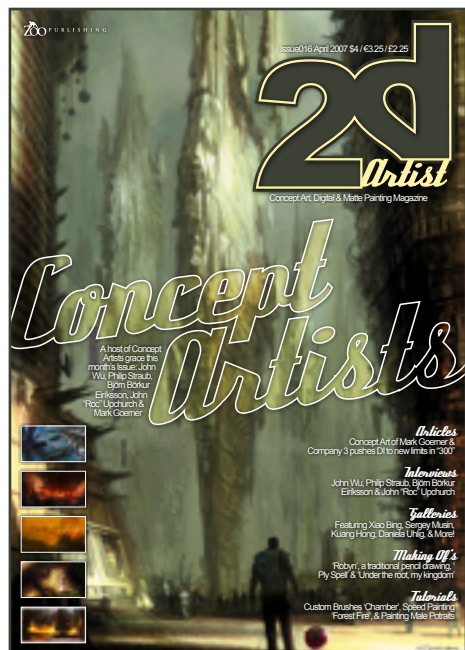 Zoo PUBLISHING
Issue016 April 2007 $4 / €3.25 / £2.25
2d
Artist
Concept Art, Digital & Matte Painting Magazine
Concept
Artists
A host of Concept
Artists grace this
month's Issue: John
Wu, Philip Straub,
Björn Börkur
Eiriksson, John
"Roc" Upchurch &
Mark Goerner
Articles
Concept Art of Mark Goerner &
Company 3 pushes DI to new limits in "300"
Interviews
John Wu, Philip Straub, Björn Börkur
Eiriksson & John "Roc" Upchurch
Galleries
Featuring Xiao Bing, Sergey Musin,
Kuang Hong, Daniela Uhlig, & More!
Making Of's
'Robyn', a traditional pencil drawing, '
Ply Spell' & 'Under the root, my kingdom'
Tutorials
Custom Brushes 'Chamber', Speed Painting
'Forest Fire', & Painting Male Potraits